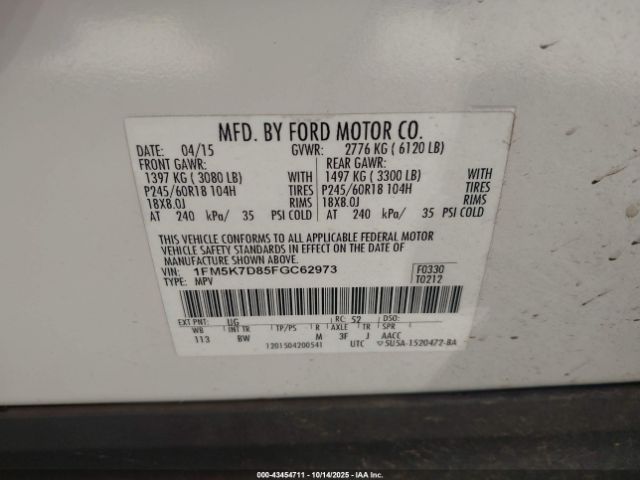 MFD. BY FORD MOTOR CO.
DATE: 04/15 GVWR: 2776 KG ( 6120 LB)
FRONT GAWR: REAR GAWR:
1397 KG ( 3080 LB) WITH 1497 KG ( 3300 LB) WITH
P245/60R18 104H TIRES P245/60R18 104H TIRES
18X8.0J RIMS 18X8.0J RIMS
AT 240 kPa/ 35 PSI COLD AT 240 kPa/ 35 PSI COLD
THIS VEHICLE CONFORMS TO ALL APPLICABLE FEDERAL MOTOR
VEHICLE SAFETY STANDARDS IN EFFECT ON THE DATE OF
MANUFACTURE SHOWN ABOVE.
VIN: 1FM5K7D85FGC62973 F0330
TYPE: MPV T0212
EXT PNT: UG RC: 52 DSO:
WB INT TR TP/PS R AXLE TR SPR
113 BW M 3F J AACC
1201504200541 UTC 5U5A-1520472-BA
000-43454711 - 10/14/2025 - IAAI, Inc.